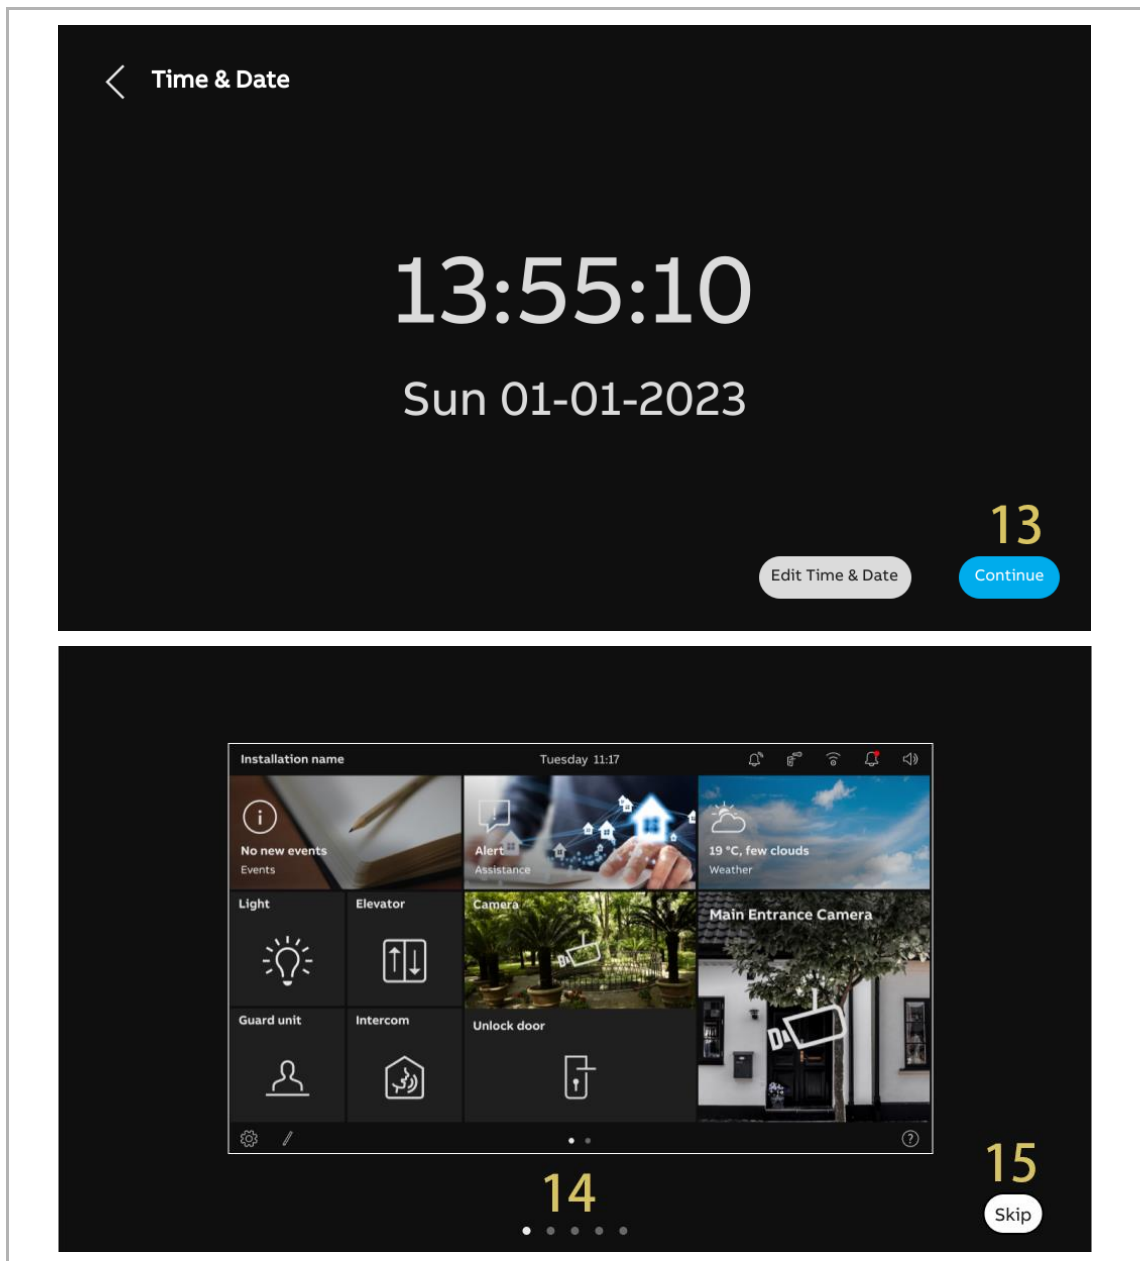 Time & Date
13:55:10
Sun 01-01-2023
13
Edit Time & Date
Continue
Installation name
Tuesday 11:17
No new events
Events
Alert
Assistance
19 °C, few clouds
Weather
Light
Elevator
Camera
Main Entrance Camera
Guard unit
Intercom
Unlock door
14
15
Skip